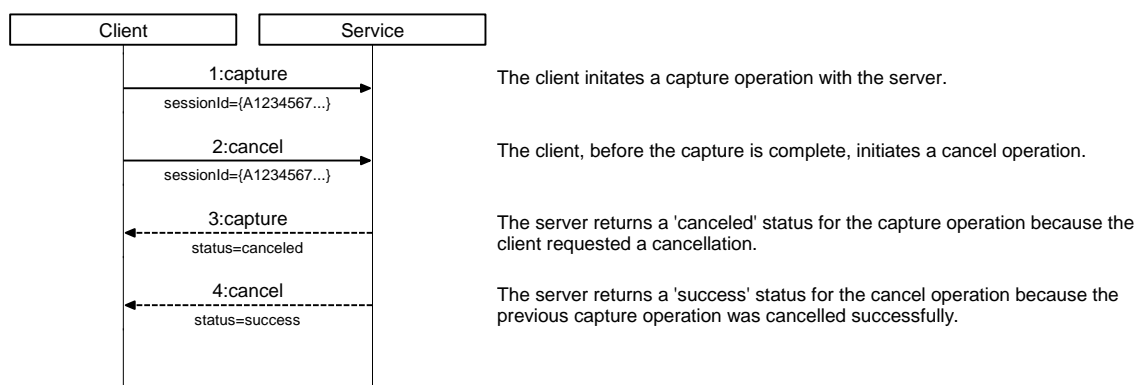 Client
Service
1:capture
The client initates a capture operation with the server.
sessionId={A1234567...}
2:cancel
The client, before the capture is complete, initiates a cancel operation.
sessionId={A1234567...}
3:capture
The server returns a 'canceled' status for the capture operation because the
client requested a cancellation.
status=canceled
4:cancel
The server returns a 'success' status for the cancel operation because the
previous capture operation was cancelled successfully.
status=success